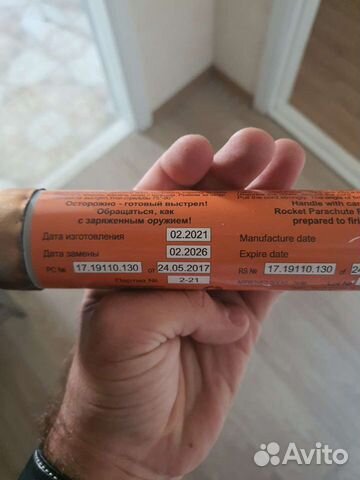 Осторожно - готовый выстрел!
Обращаться, как
с заряженным оружием!
Дата изготовления 02.2021
Дата замены 02.2026
РС № 17.19110.130 от 24.05.2017
Партия № 2-21
Handle with
Rocket Parachute
prepared to
Manufacture date
Expire date
RS № 17.19110.130 of
Avito